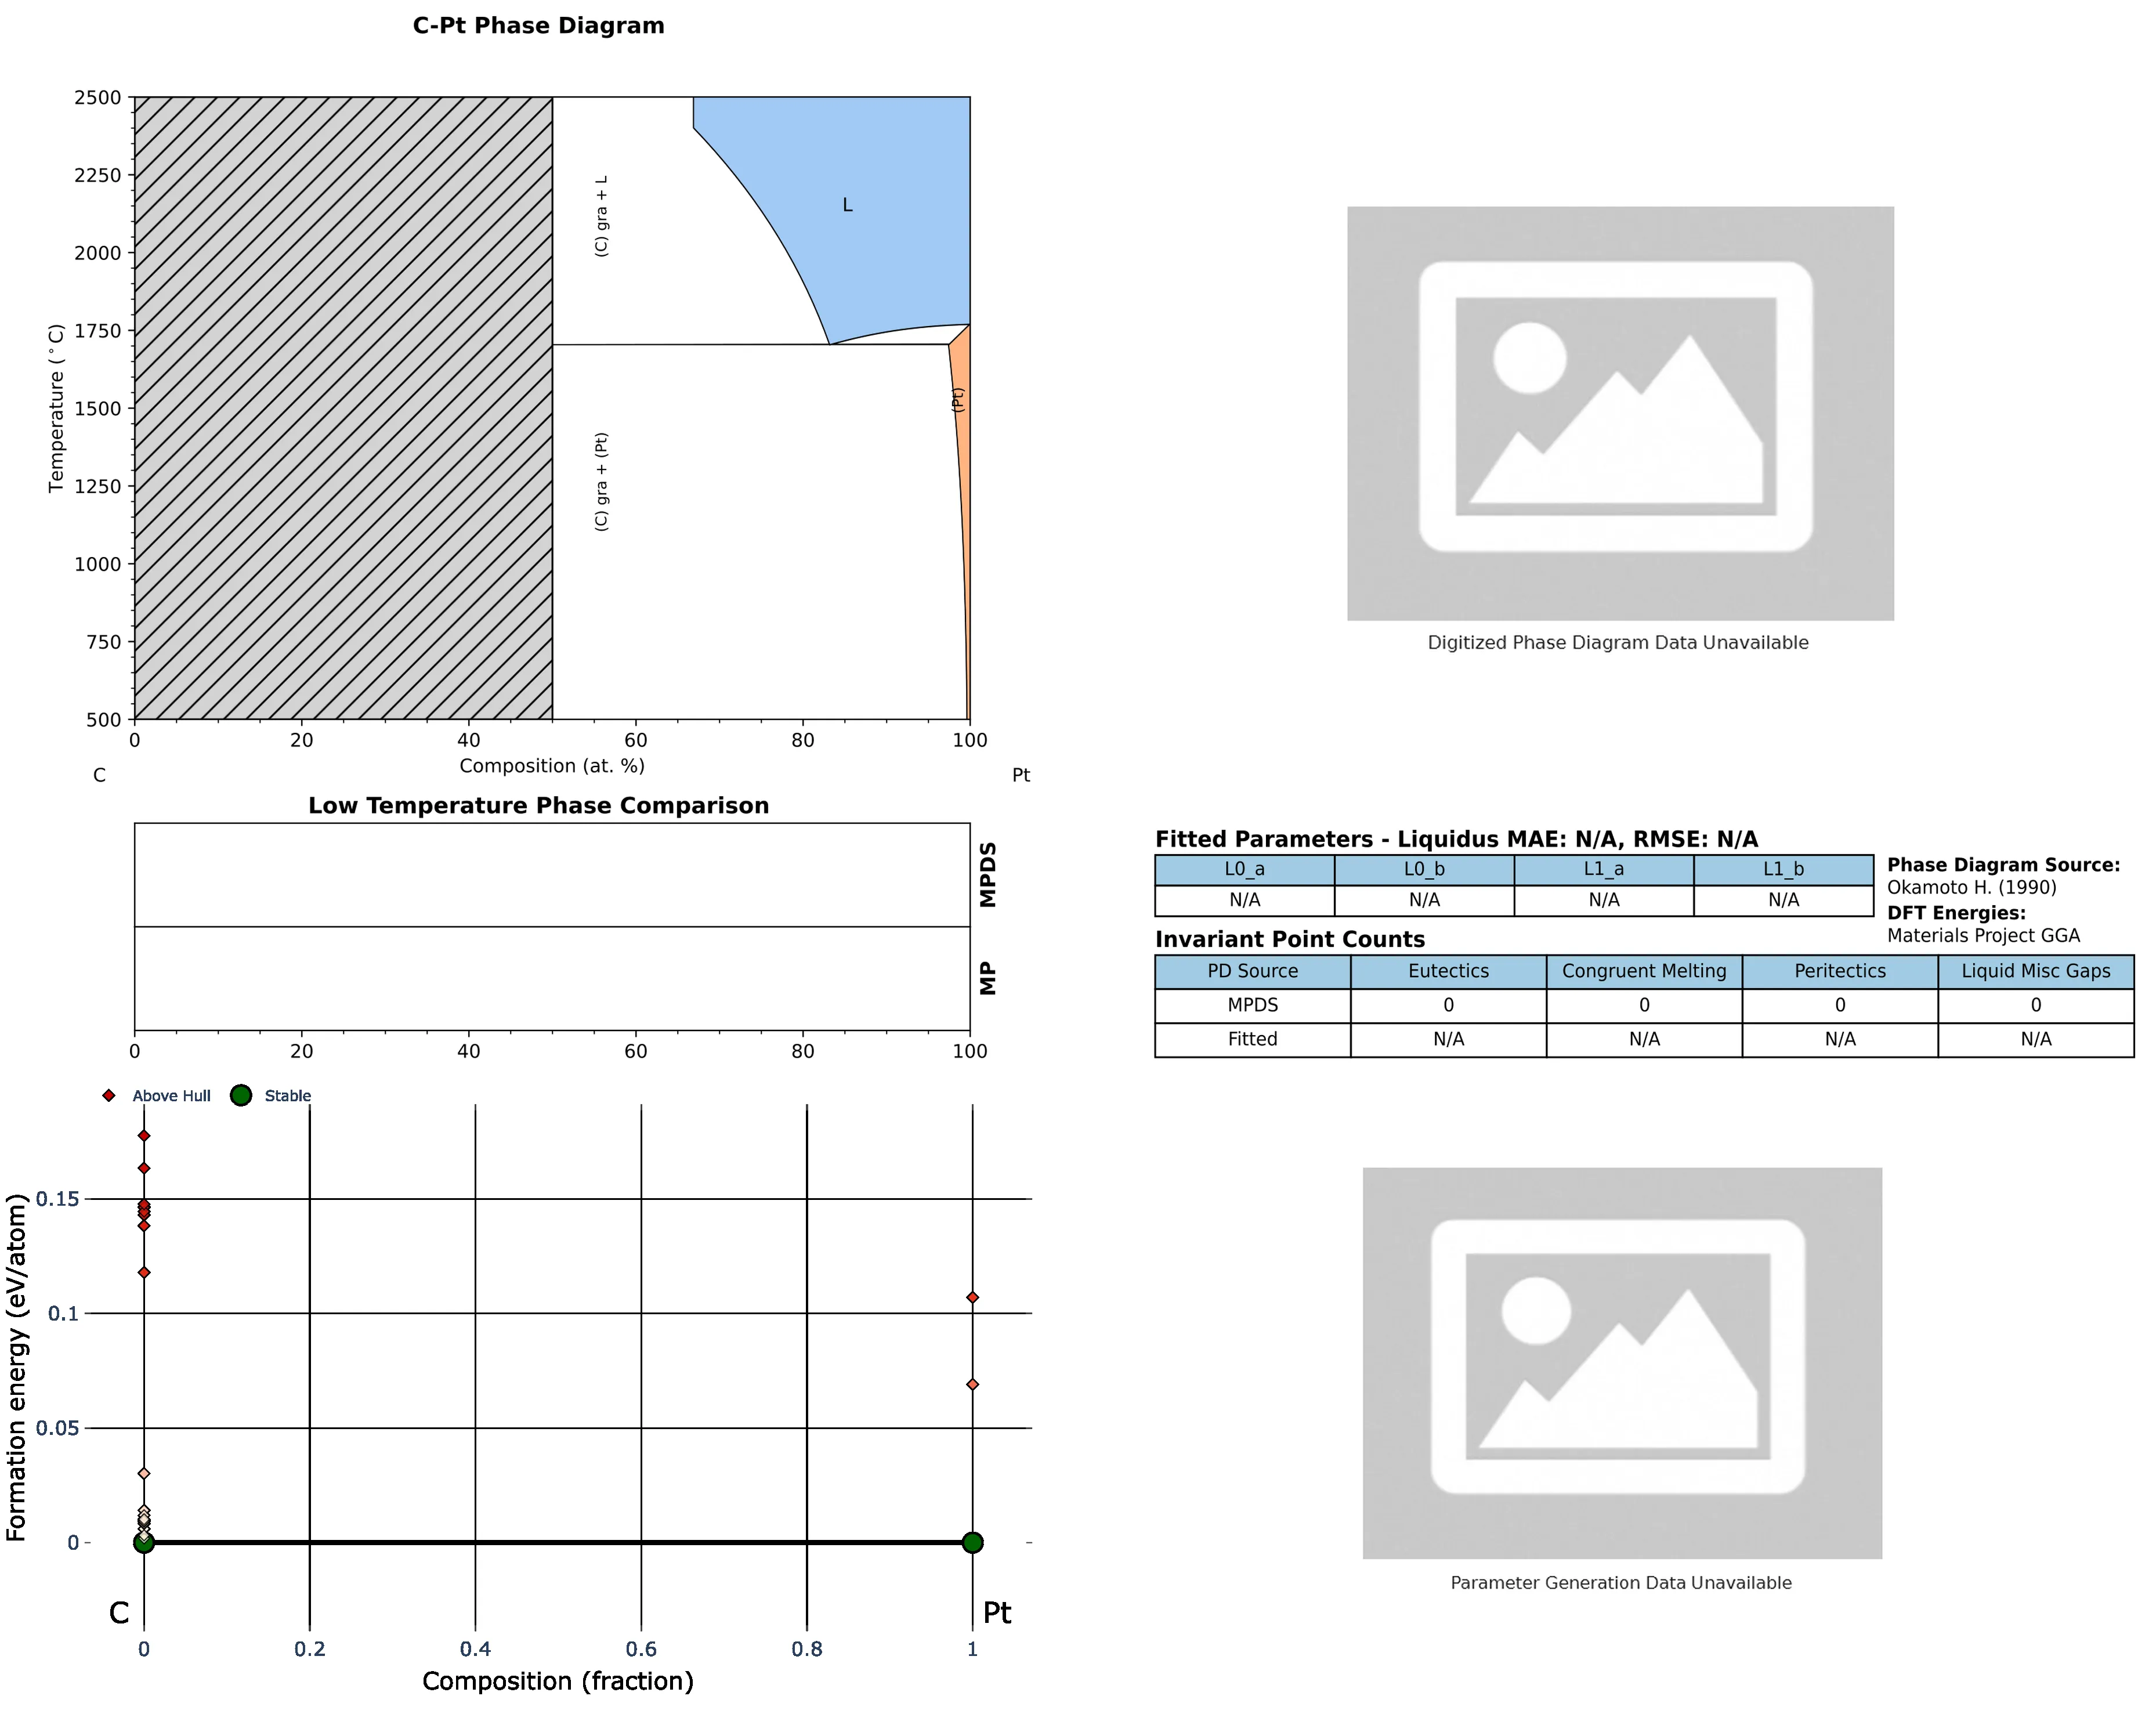 C-Pt Phase Diagram
2500
2250
2000
1750
1500
1250
1000
750
500
Temperature (°C)
(C) gra + L
L
(C) gra + (Pt)
(Pt)
0 20 40 60 80 100
Composition (at. %)
C Pt
Digitized Phase Diagram Data Unavailable
Low Temperature Phase Comparison
MPDS
MP
0 20 40 60 80 100
Fitted Parameters - Liquidus MAE: N/A, RMSE: N/A
L0_a L0_b L1_a L1_b
N/A N/A N/A N/A
Phase Diagram Source:
Okamoto H. (1990)
DFT Energies:
Materials Project GGA
Invariant Point Counts
PD Source Eutectics Congruent Melting Peritectics Liquid Misc Gaps
MPDS 0 0 0 0
Fitted N/A N/A N/A N/A
Above Hull Stable
0.15
0.1
0.05
0
Formation energy (eV/atom)
C Pt
0 0.2 0.4 0.6 0.8 1
Composition (fraction)
Parameter Generation Data Unavailable